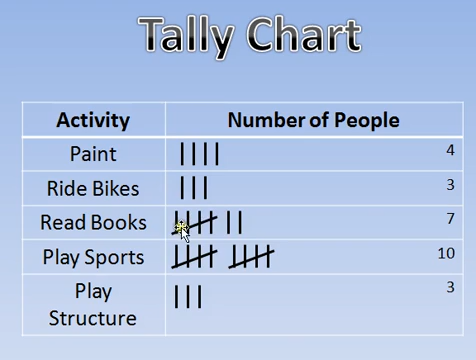 Tally Chart
Activity Number of People
Paint 4
Ride Bikes 3
Read Books 7
Play Sports 10
Play 3
Structure